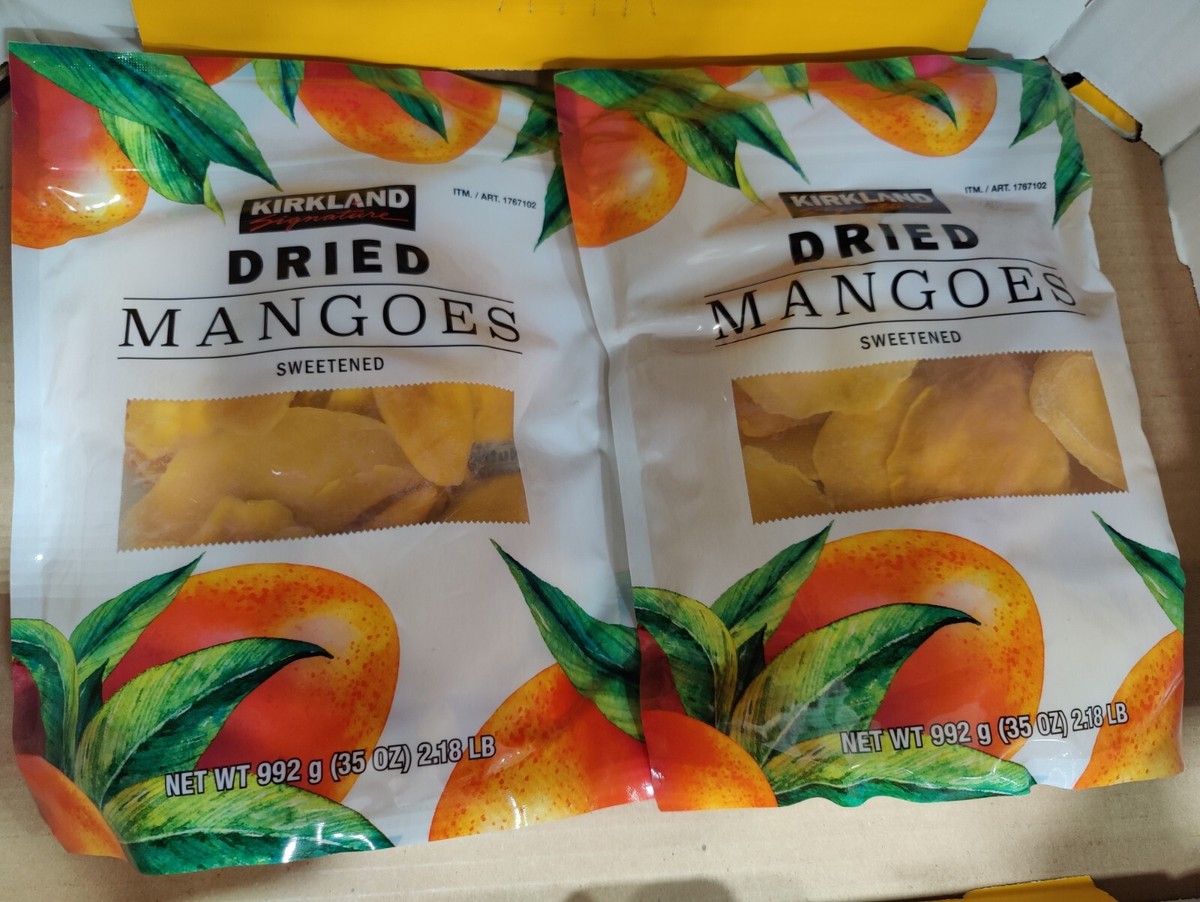 KIRKLAND
Signature
ITM. / ART. 1767102
DRIED
MANGOES
SWEETENED
NET WT 992 g (35 OZ) 2.18 LB
KIRKLAND
Signature
ITM. / ART. 1767102
DRIED
MANGOES
SWEETENED
NET WT 992 g (35 OZ) 2.18 LB